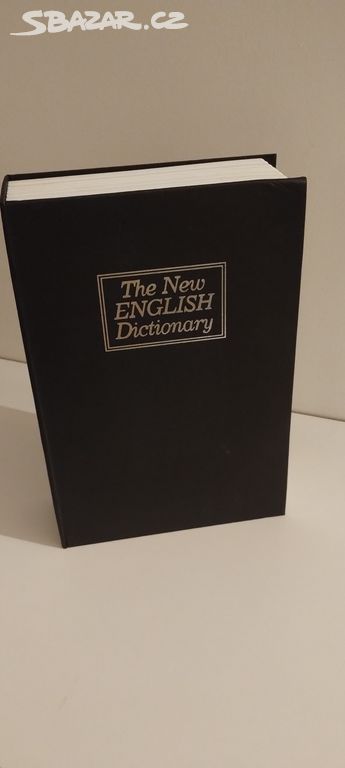 SBAZAR.CZ
The New
ENGLISH
Dictionary